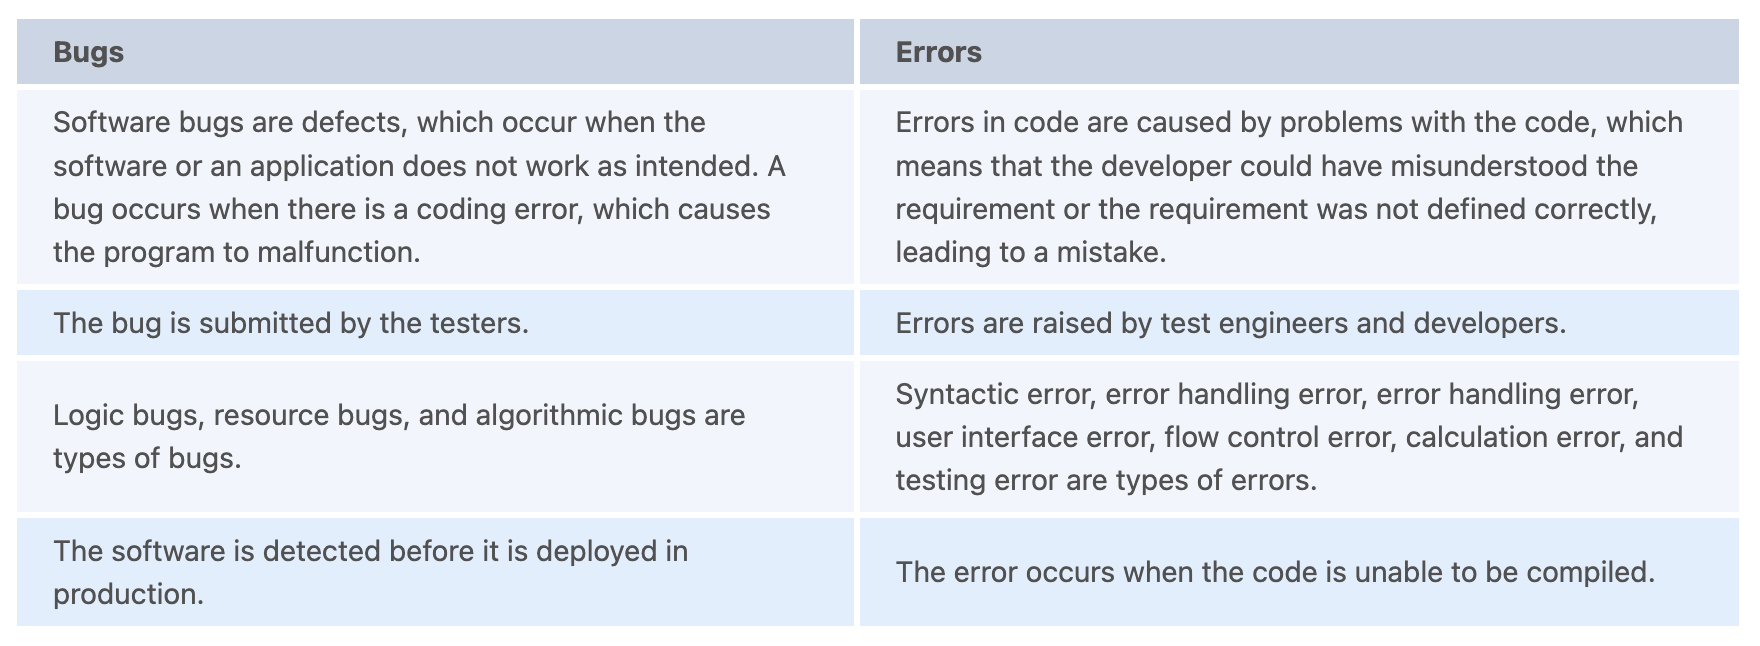 Bugs
Errors
Software bugs are defects, which occur when the
software or an application does not work as intended. A
bug occurs when there is a coding error, which causes
the program to malfunction.
Errors in code are caused by problems with the code, which
means that the developer could have misunderstood the
requirement or the requirement was not defined correctly,
leading to a mistake.
The bug is submitted by the testers.
Errors are raised by test engineers and developers.
Logic bugs, resource bugs, and algorithmic bugs are
types of bugs.
Syntactic error, error handling error, error handling error,
user interface error, flow control error, calculation error, and
testing error are types of errors.
The software is detected before it is deployed in
production.
The error occurs when the code is unable to be compiled.